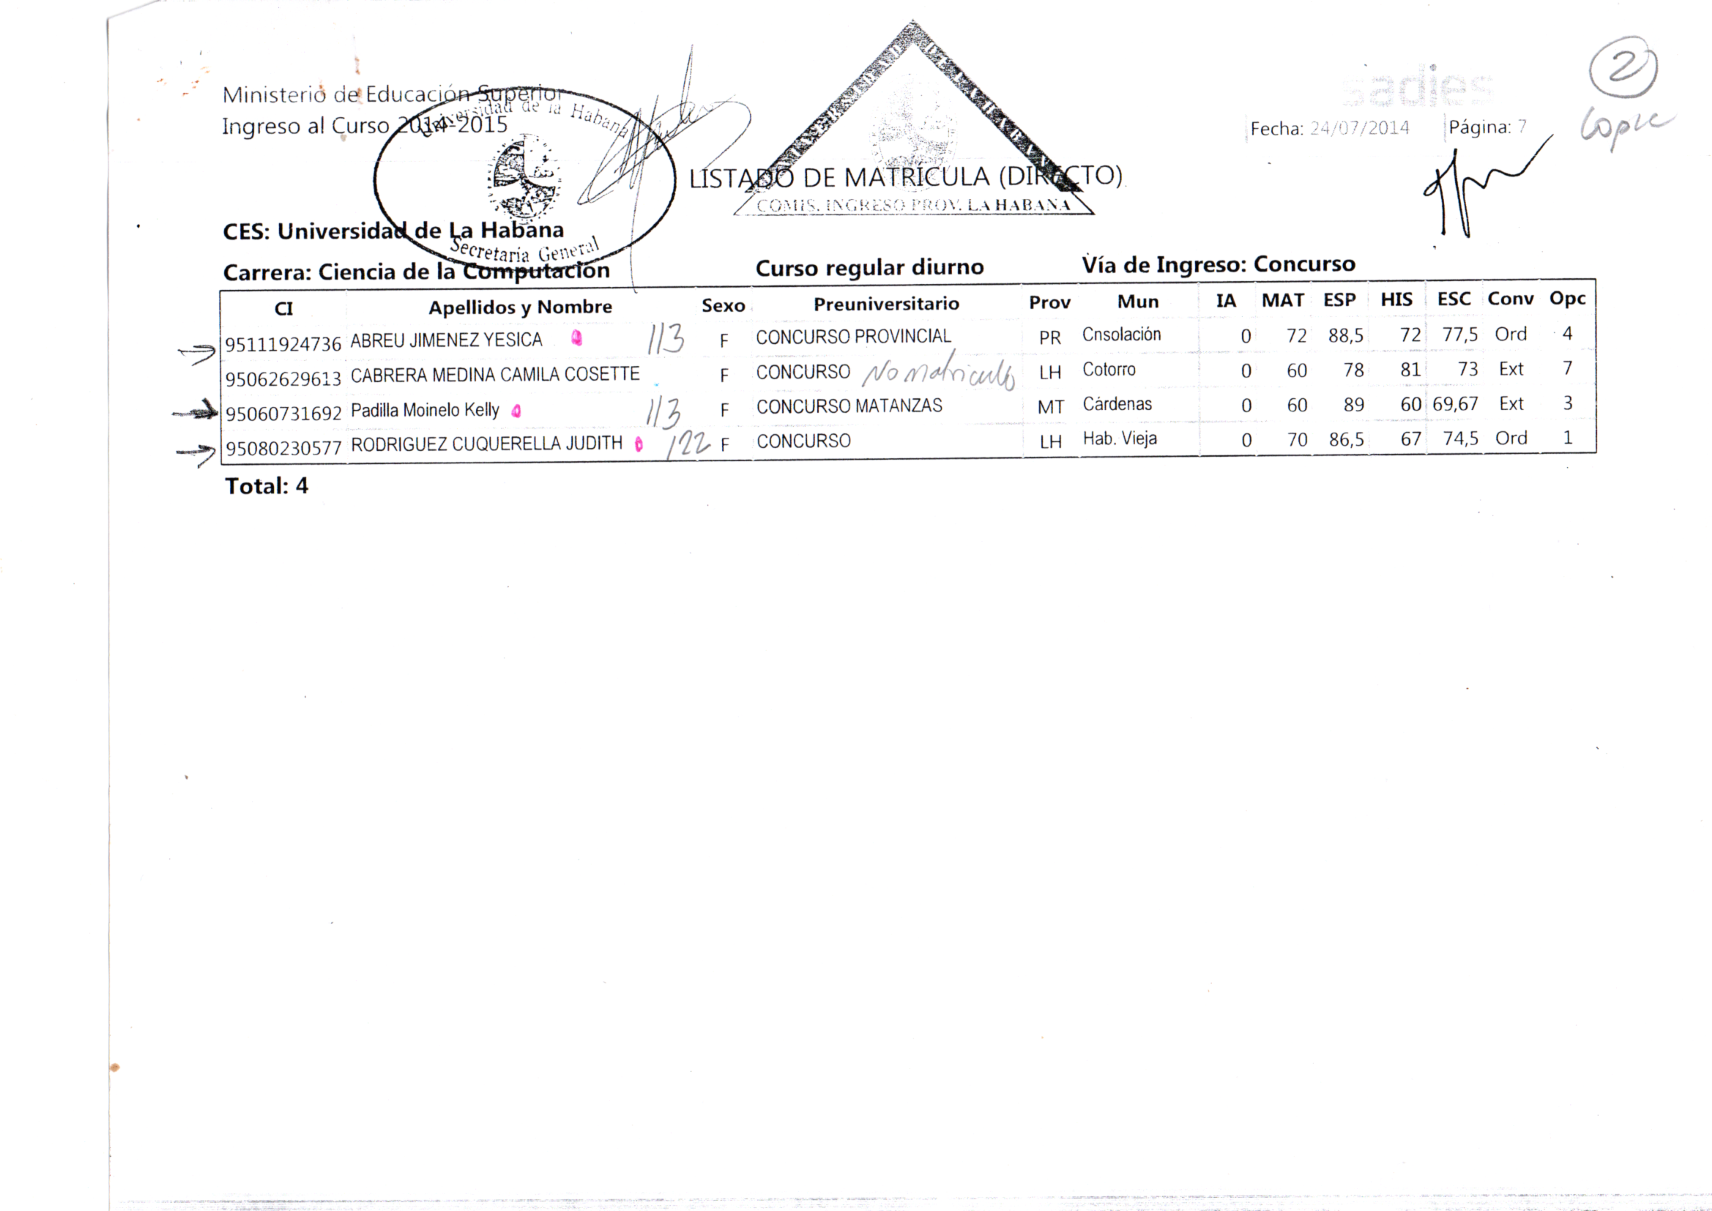 Ministerio de Educación Superior
Ingreso al Curso 2014-2015
Universidad de la Habana
Secretaría General
LISTADO DE MATRÍCULA (DIRECTO)
COMIS. INGRESO PROV. LA HABANA
Fecha: 24/07/2014 Página: 7
2
Copie
CES: Universidad de La Habana
Carrera: Ciencia de la Computación Curso regular diurno Vía de Ingreso: Concurso
CI Apellidos y Nombre Sexo Preuniversitario Prov Mun IA MAT ESP HIS ESC Conv Opc
95111924736 ABREU JIMENEZ YESICA 113 F CONCURSO PROVINCIAL PR Cnsolación 0 72 88,5 72 77,5 Ord 4
95062629613 CABRERA MEDINA CAMILA COSETTE F CONCURSO No matriculó LH Cotorro 0 60 78 81 73 Ext 7
95060731692 Padilla Moinelo Kelly 113 F CONCURSO MATANZAS MT Cárdenas 0 60 89 60 69,67 Ext 3
95080230577 RODRIGUEZ CUQUERELLA JUDITH 122 F CONCURSO LH Hab. Vieja 0 70 86,5 67 74,5 Ord 1
Total: 4